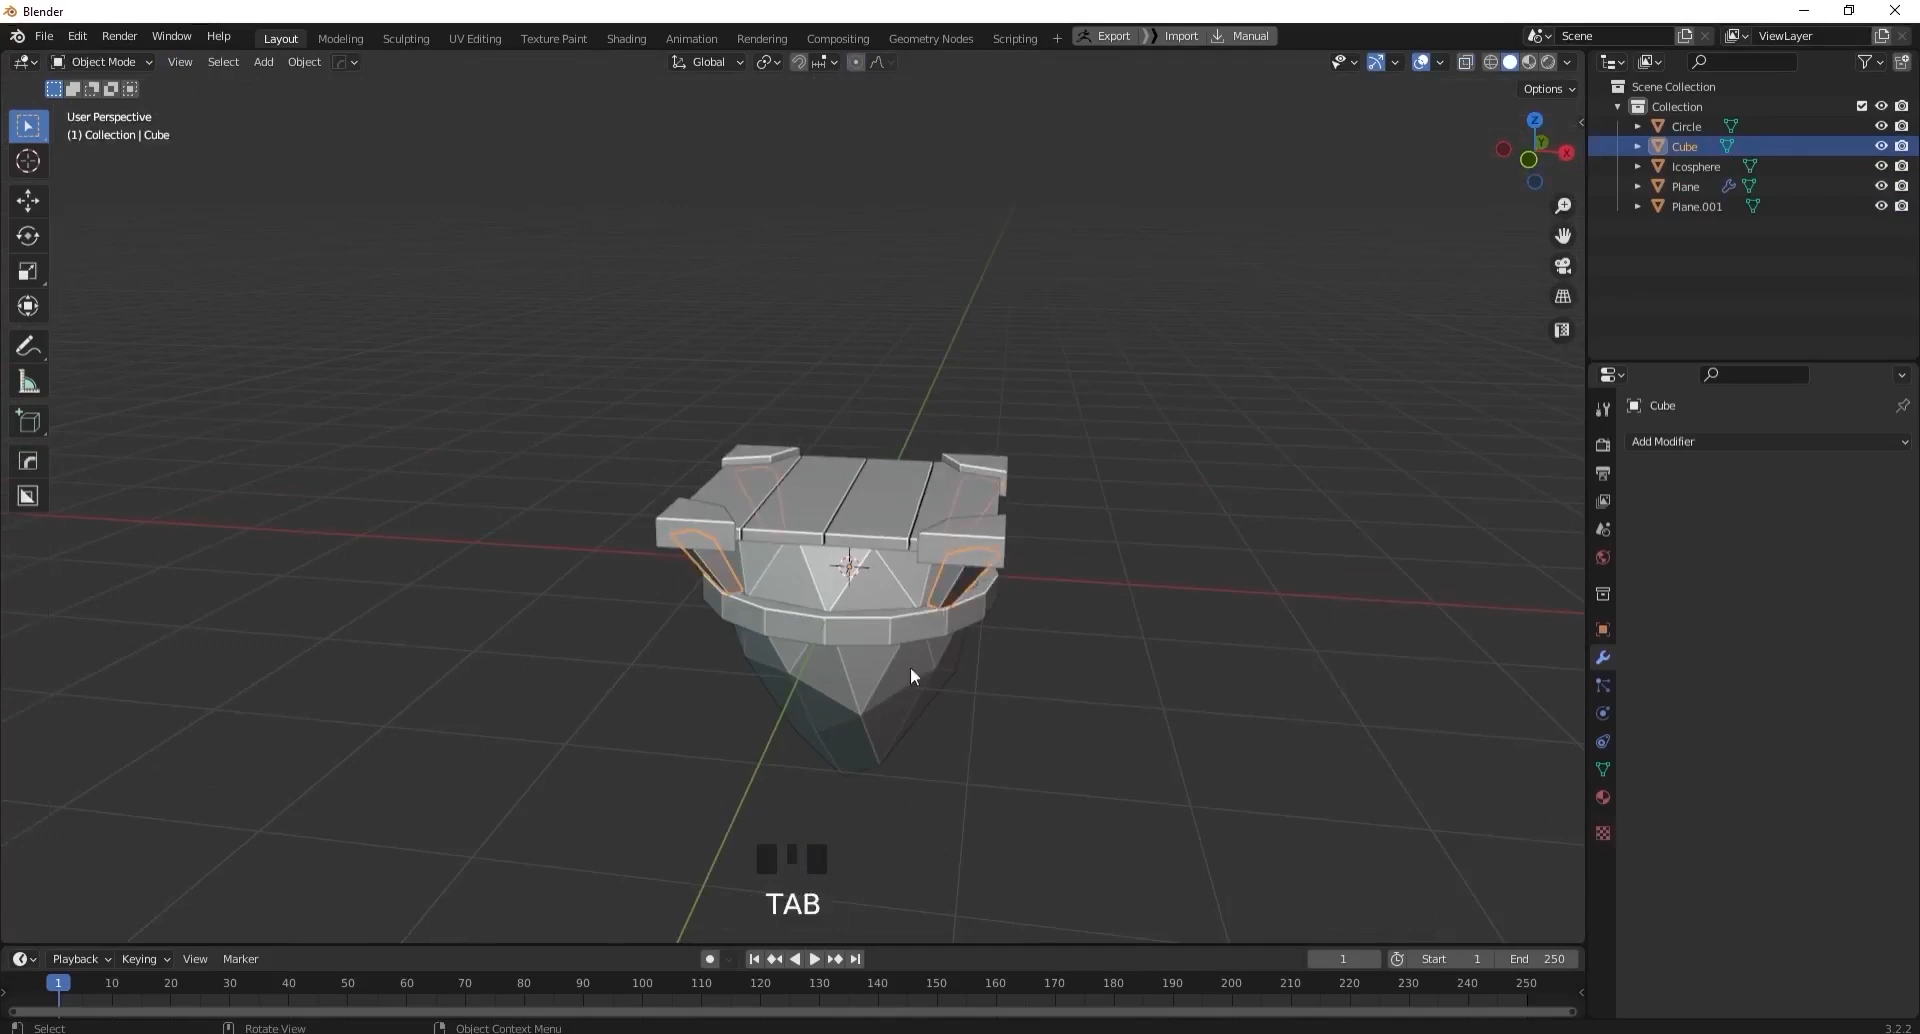 Blender
File Edit Render Window Help Layout Modeling Sculpting UV Editing Texture Paint Shading Animation Rendering Compositing Geometry Nodes Scripting + Export Import Manual Scene ViewLayer
Object Mode View Select Add Object Global
Options
User Perspective
(1) Collection | Cube
Z
Y
X
Scene Collection
Collection
Circle
Cube
Icosphere
Plane
Plane.001
Cube
Add Modifier
TAB
Playback Keying View Marker 1 Start 1 End 250
1 10 20 30 40 50 60 70 80 90 100 110 120 130 140 150 160 170 180 190 200 210 220 230 240 250
Select Rotate View Object Context Menu 3.2.2